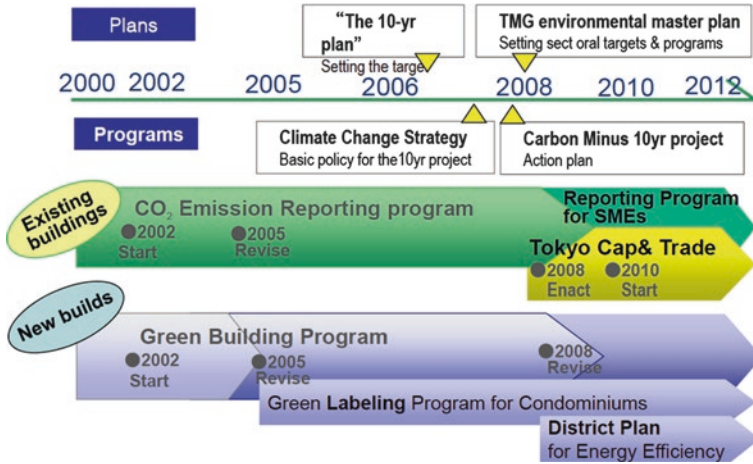 Plans
“The 10-yr
plan”
Setting the target
TMG environmental master plan
Setting sect oral targets & programs
2000 2002 2005 2006 2008 2010 2012
Programs
Climate Change Strategy
Basic policy for the10yr project
Carbon Minus 10yr project
Action plan
Existing
buildings
CO₂ Emission Reporting program
2002
Start
2005
Revise
Reporting Program
for SMEs
Tokyo Cap& Trade
2008
Enact
2010
Start
New builds
Green Building Program
2002
Start
2005
Revise
2008
Revise
Green Labeling Program for Condominiums
District Plan
for Energy Efficiency